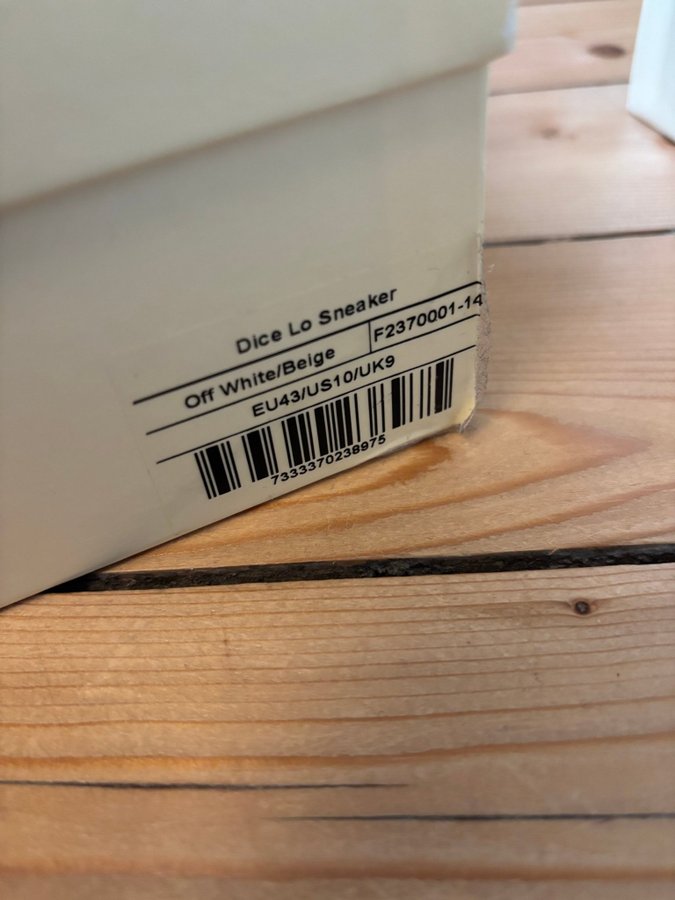 Dice Lo Sneaker
Off White/Beige F2370001-14
EU43/US10/UK9
7333370238975